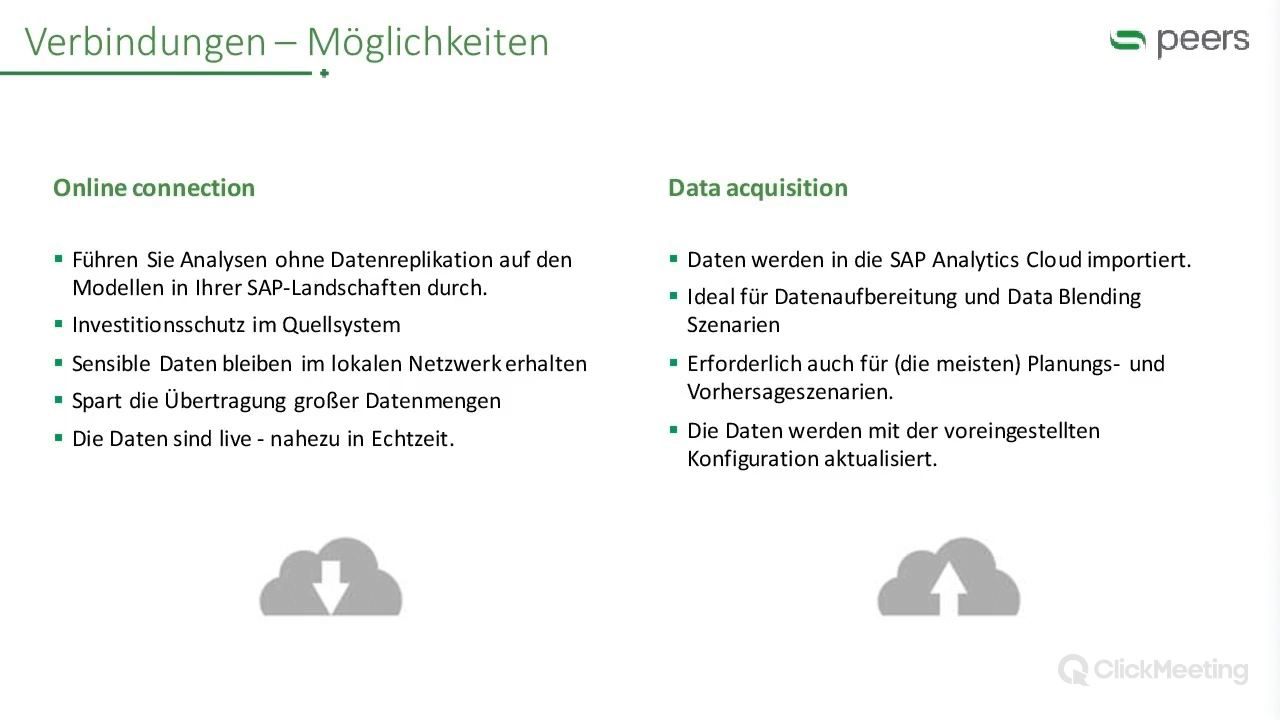 Verbindungen – Möglichkeiten
peers
Online connection
Führen Sie Analysen ohne Datenreplikation auf den
Modellen in Ihrer SAP-Landschaften durch.
Investitionsschutz im Quellsystem
Sensible Daten bleiben im lokalen Netzwerk erhalten
Spart die Übertragung großer Datenmengen
Die Daten sind live - nahezu in Echtzeit.
Data acquisition
Daten werden in die SAP Analytics Cloud importiert.
Ideal für Datenaufbereitung und Data Blending
Szenarien
Erforderlich auch für (die meisten) Planungs- und
Vorhersageszenarien.
Die Daten werden mit der voreingestellten
Konfiguration aktualisiert.
ClickMeeting